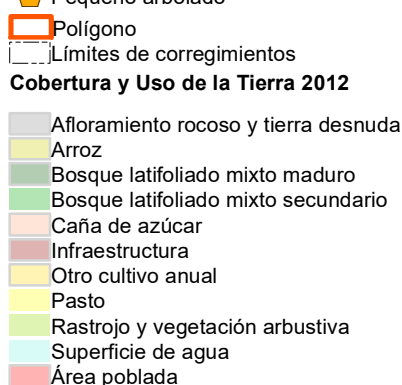 Pequeño arbolado
Polígono
Límites de corregimientos
Cobertura y Uso de la Tierra 2012
Afloramiento rocoso y tierra desnuda
Arroz
Bosque latifoliado mixto maduro
Bosque latifoliado mixto secundario
Caña de azúcar
Infraestructura
Otro cultivo anual
Pasto
Rastrojo y vegetación arbustiva
Superficie de agua
Área poblada